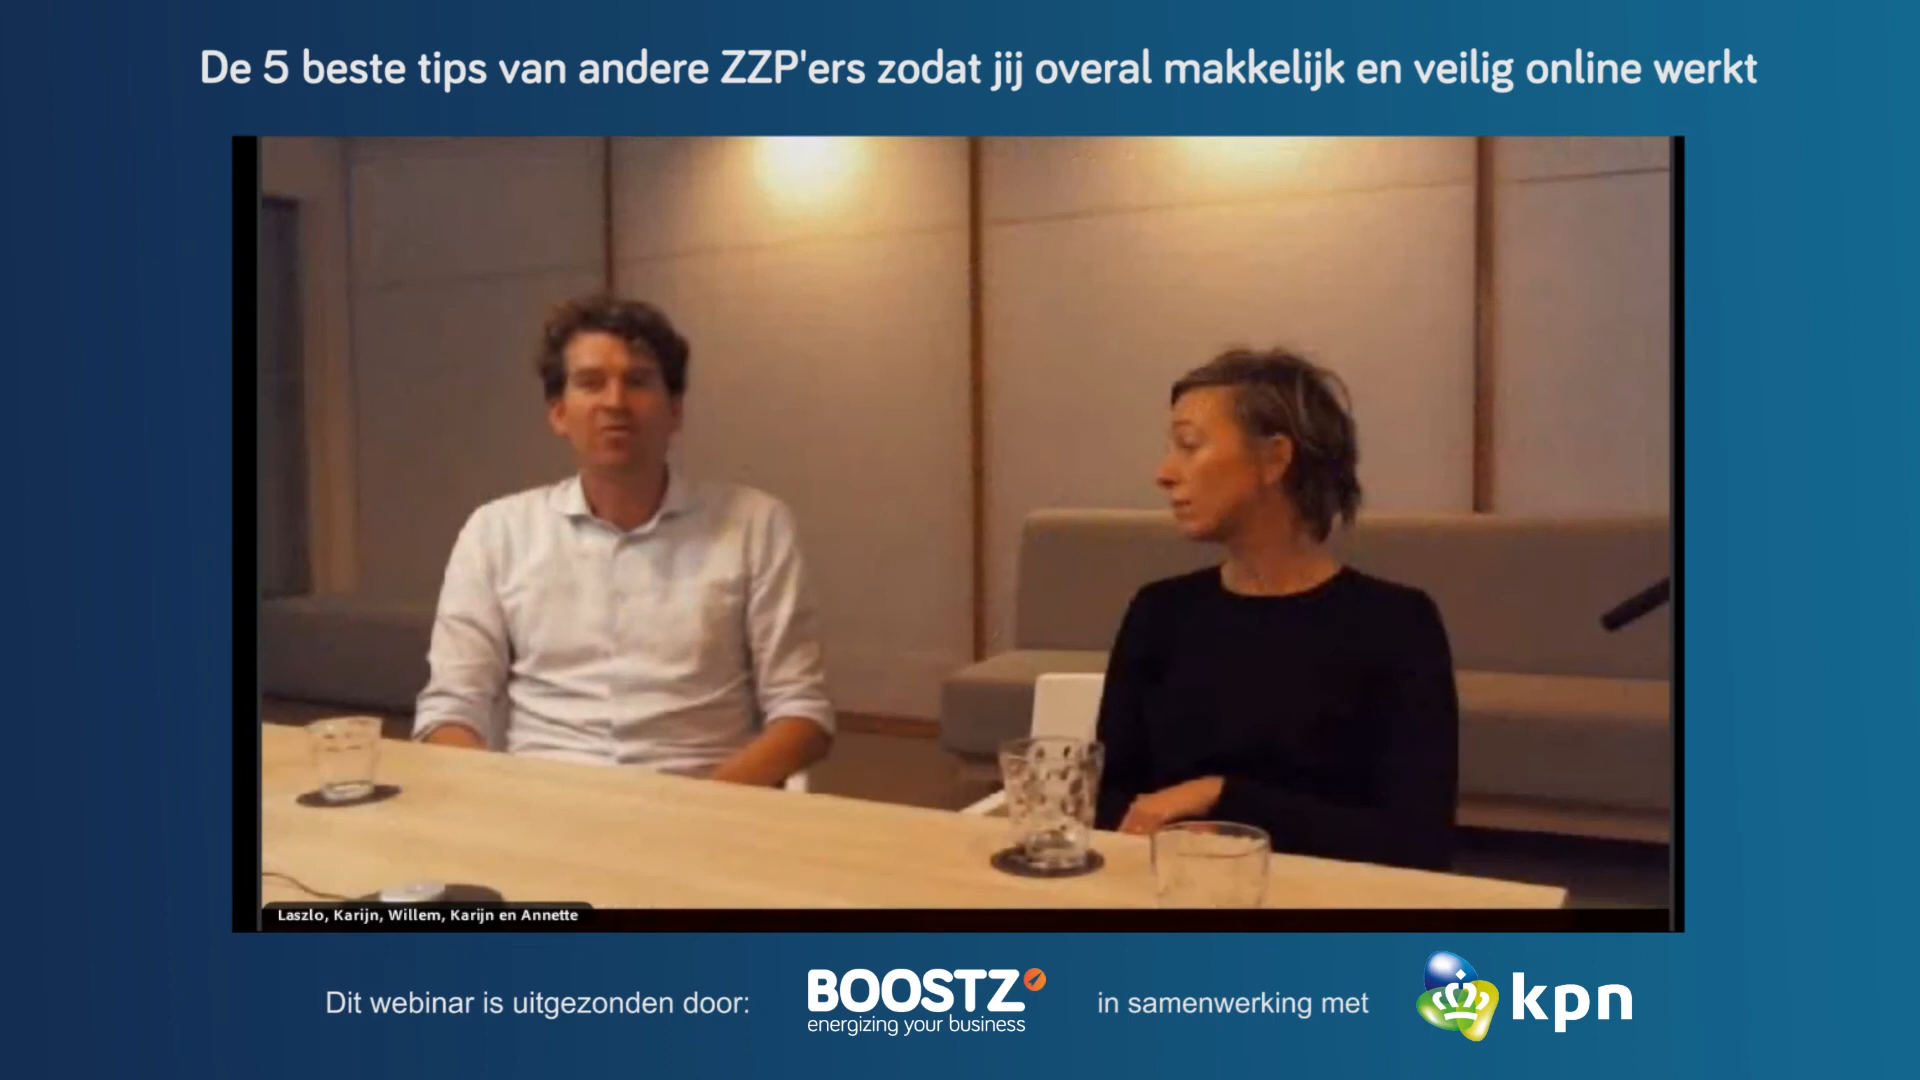 De 5 beste tips van andere ZZP'ers zodat jij overal makkelijk en veilig online werkt
Laszlo, Karijn, Willem, Karijn en Annette
Dit webinar is uitgezonden door:
BOOSTZ
energizing your business
in samenwerking met
kpn